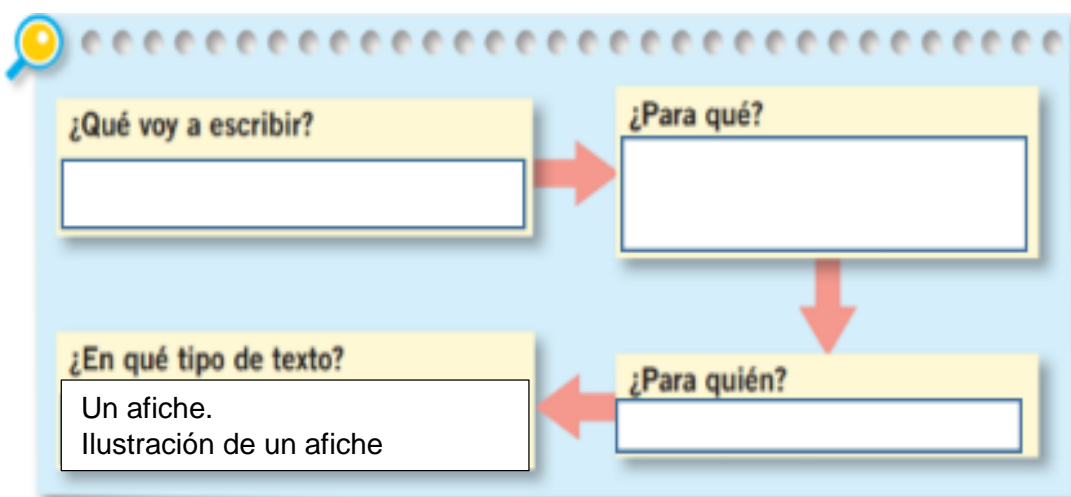 ¿Qué voy a escribir?
¿Para qué?
¿Para quién?
¿En qué tipo de texto?
Un afiche.
Ilustración de un afiche